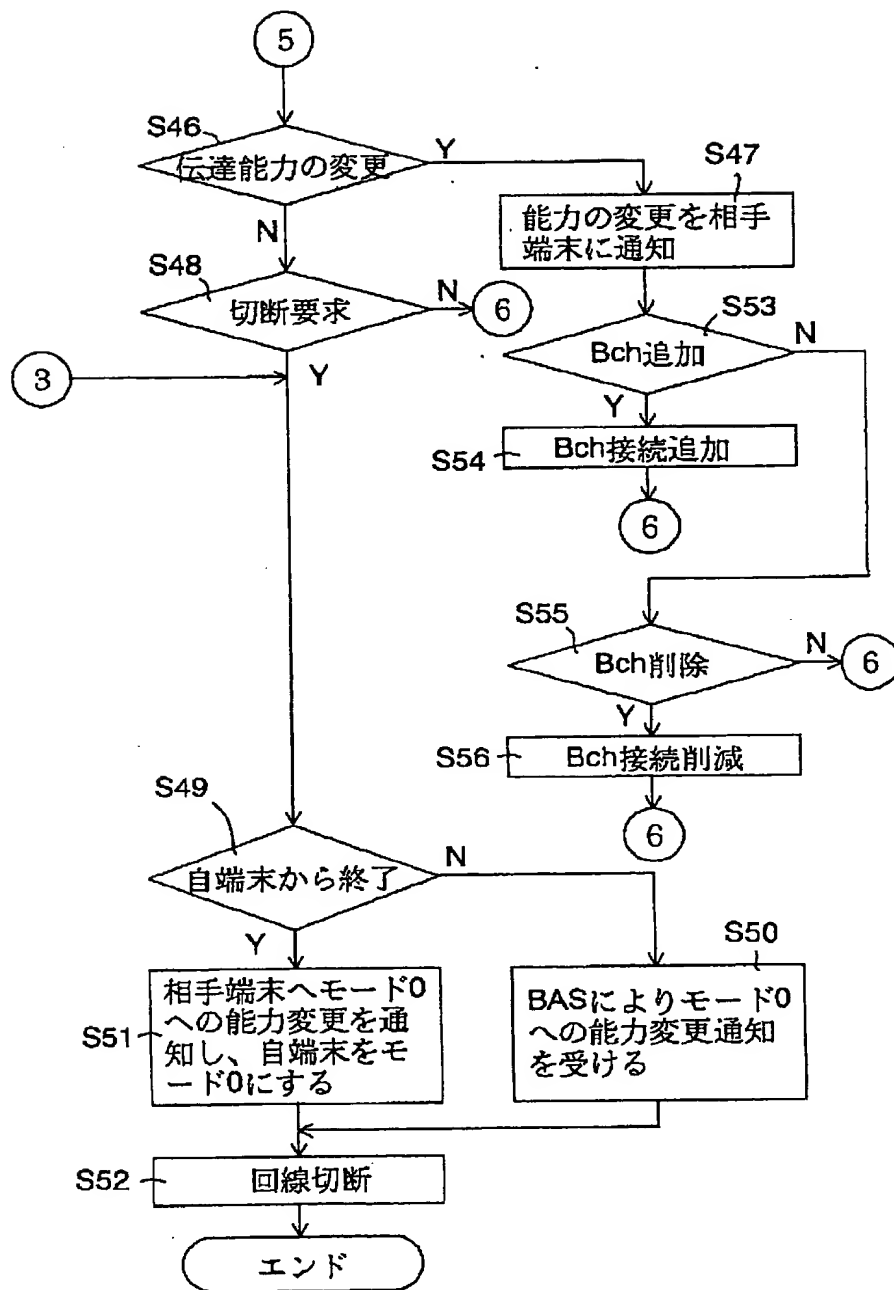 5
S46
伝達能力の変更
Y
N
S47
能力の変更を相手
端末に通知
S48
切断要求
N
6
Y
3
S53
Bch追加
N
Y
S54
Bch接続追加
6
S55
Bch削除
N
6
Y
S56
Bch接続削減
6
S49
自端末から終了
N
Y
S50
BASによりモード0
への能力変更通知
を受ける
S51
相手端末へモード0
への能力変更を通
知し、自端末をモ
ード0にする
S52
回線切断
エンド